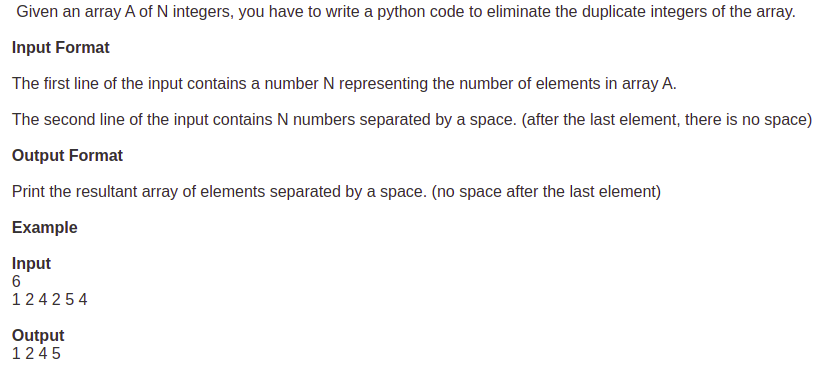 Given an array A of N integers, you have to write a python code to eliminate the duplicate integers of the array.
Input Format
The first line of the input contains a number N representing the number of elements in array A.
The second line of the input contains N numbers separated by a space. (after the last element, there is no space)
Output Format
Print the resultant array of elements separated by a space. (no space after the last element)
Example
Input
6
1 2 4 2 5 4
Output
1 2 4 5